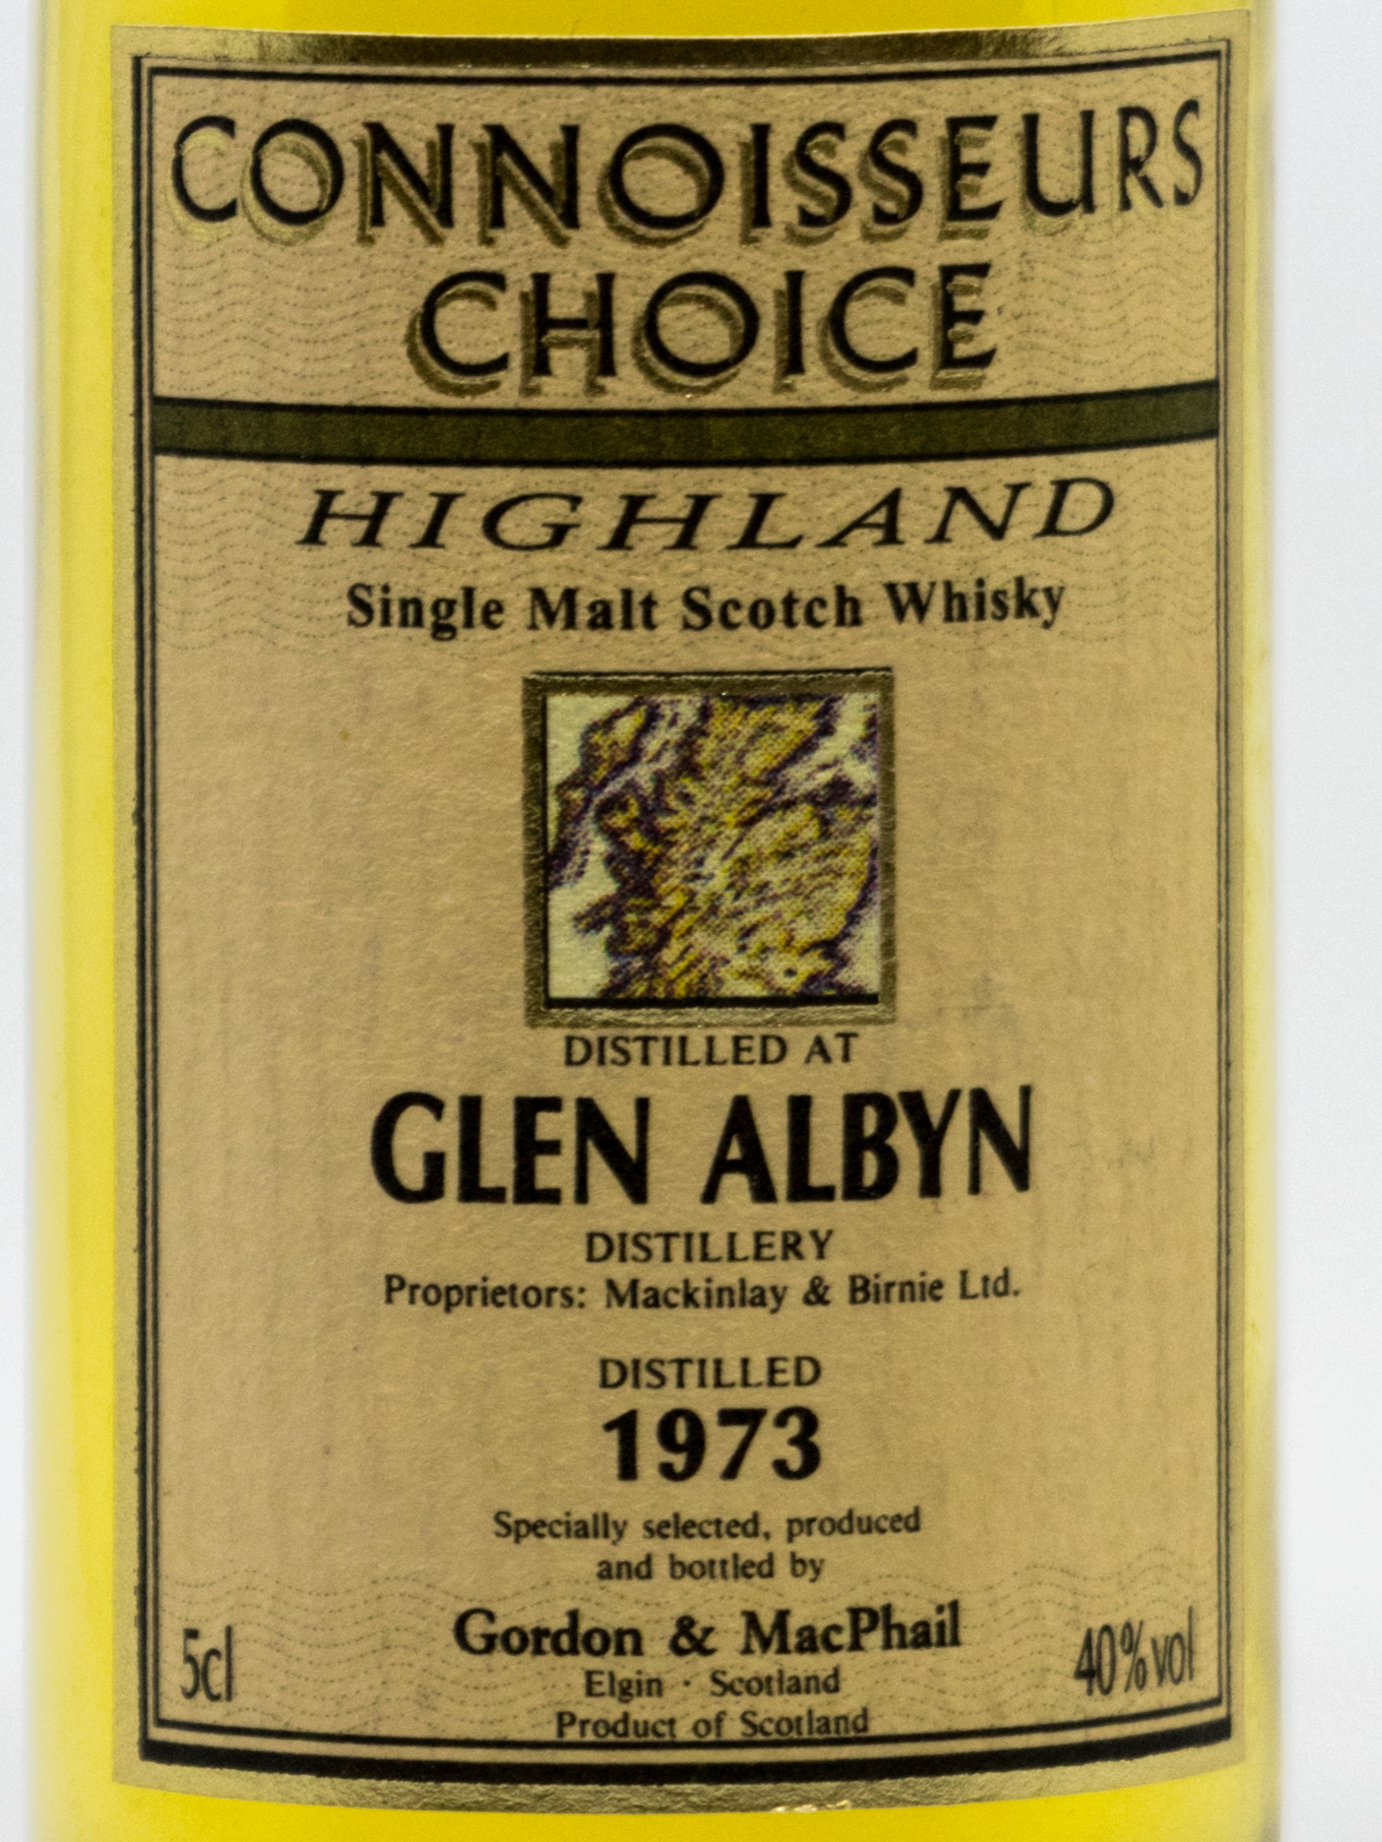 CONNOISSEURS
CHOICE
HIGHLAND
Single Malt Scotch Whisky
DISTILLED AT
GLEN ALBYN
DISTILLERY
Proprietors: Mackinlay & Birnie Ltd.
DISTILLED
1973
Specially selected, produced
and bottled by
Gordon & MacPhail
5cl
40%vol
Elgin · Scotland
Product of Scotland